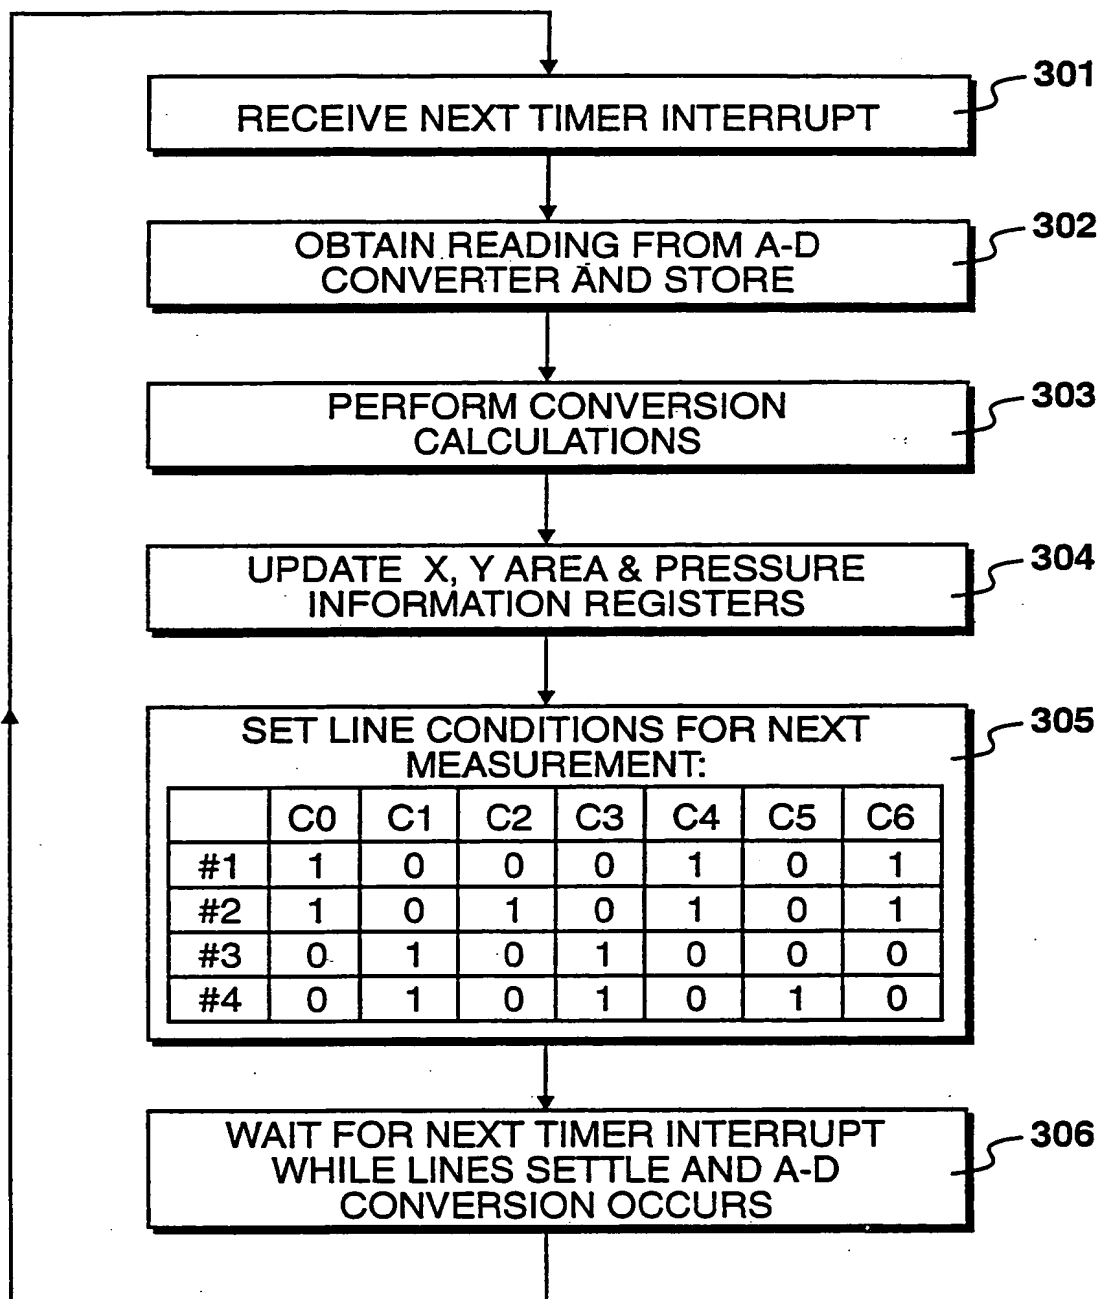 301
RECEIVE NEXT TIMER INTERRUPT
302
OBTAIN READING FROM A-D
CONVERTER AND STORE
303
PERFORM CONVERSION
CALCULATIONS
304
UPDATE X, Y AREA & PRESSURE
INFORMATION REGISTERS
305
SET LINE CONDITIONS FOR NEXT
MEASUREMENT:
C0 C1 C2 C3 C4 C5 C6
#1 1 0 0 0 1 0 1
#2 1 0 1 0 1 0 1
#3 0 1 0 1 0 0 0
#4 0 1 0 1 0 1 0
306
WAIT FOR NEXT TIMER INTERRUPT
WHILE LINES SETTLE AND A-D
CONVERSION OCCURS